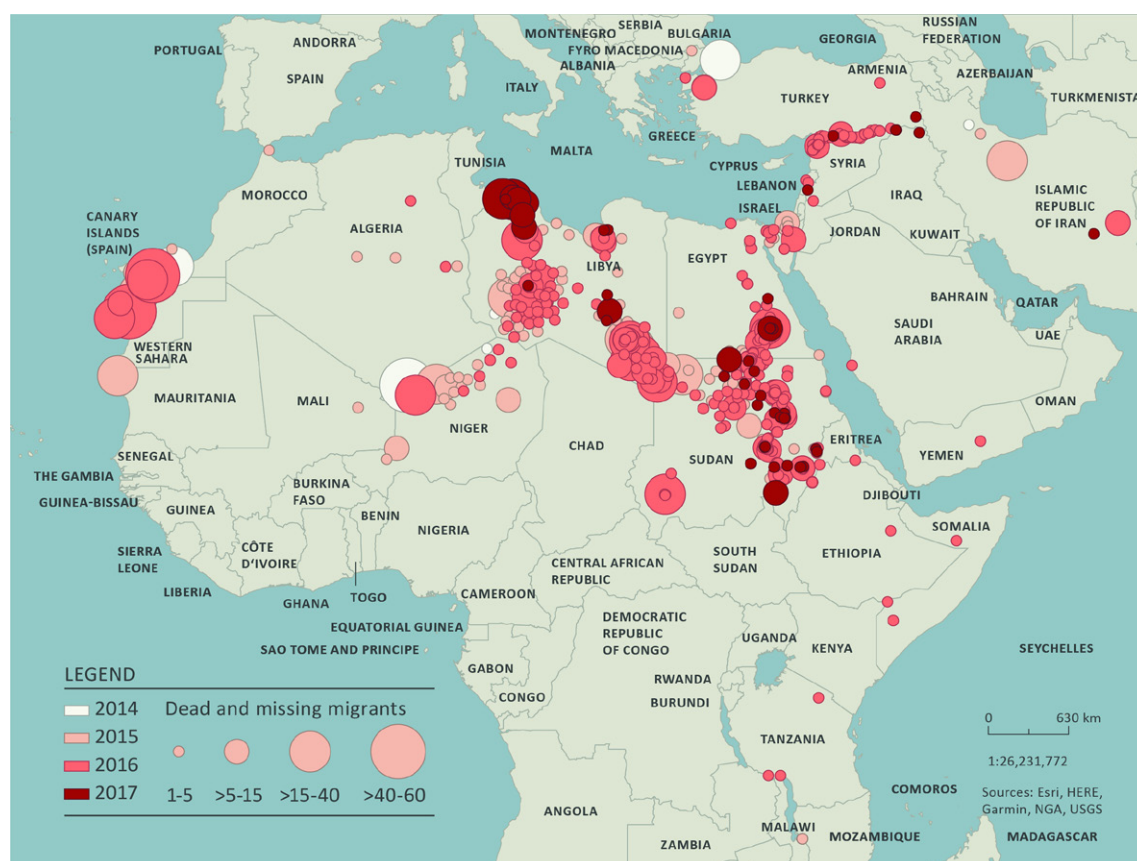 PORTUGAL
ANDORRA
SPAIN
MONTENEGRO
SERBIA
BULGARIA
FYRO MACEDONIA
ALBANIA
ITALY
GEORGIA
RUSSIAN
FEDERATION
ARMENIA
AZERBAIJAN
TURKMENISTA
TURKEY
GREECE
MALTA
TUNISIA
CYPRUS
SYRIA
LEBANON
ISRAEL
IRAQ
ISLAMIC
REPUBLIC
OF IRAN
MOROCCO
CANARY
ISLANDS
(SPAIN)
ALGERIA
LIBYA
EGYPT
JORDAN
KUWAIT
BAHRAIN
QATAR
SAUDI
ARABIA
UAE
OMAN
WESTERN
SAHARA
MAURITANIA
MALI
NIGER
CHAD
SUDAN
ERITREA
YEMEN
SENEGAL
THE GAMBIA
GUINEA-BISSAU
GUINEA
BURKINA
FASO
BENIN
NIGERIA
DJIBOUTI
SOMALIA
SIERRA
LEONE
CÔTE
D'IVOIRE
LIBERIA
GHANA
TOGO
CAMEROON
CENTRAL AFRICAN
REPUBLIC
SOUTH
SUDAN
ETHIOPIA
EQUATORIAL GUINEA
SAO TOME AND PRINCIPE
GABON
CONGO
DEMOCRATIC
REPUBLIC
OF CONGO
UGANDA
KENYA
RWANDA
BURUNDI
SEYCHELLES
TANZANIA
ANGOLA
ZAMBIA
MALAWI
MOZAMBIQUE
COMOROS
MADAGASCAR
LEGEND
2014
2015
2016
2017
Dead and missing migrants
1-5
>5-15
>15-40
>40-60
0
630 km
1:26,231,772
Sources: Esri, HERE,
Garmin, NGA, USGS